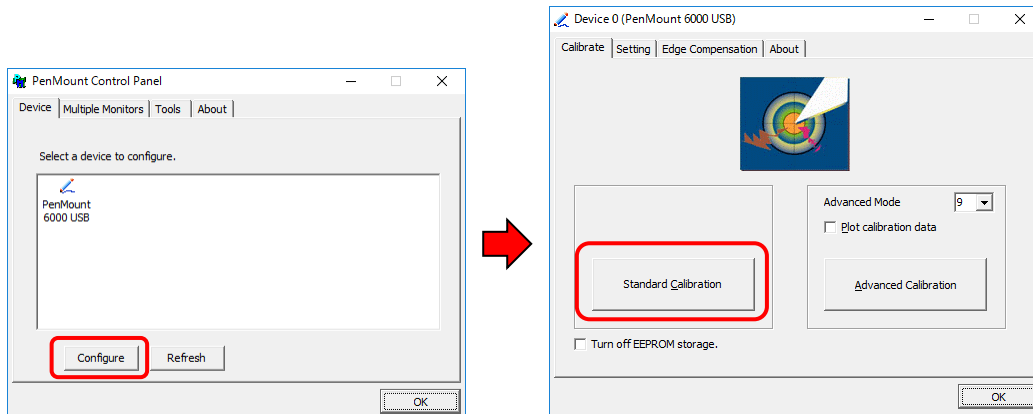 PenMount Control Panel
Device
Multiple Monitors
Tools
About
Select a device to configure.
PenMount
6000 USB
Configure
Refresh
OK
Device 0 (PenMount 6000 USB)
Calibrate
Setting
Edge Compensation
About
Standard Calibration
Advanced Mode
9
Plot calibration data
Advanced Calibration
Turn off EEPROM storage.
OK